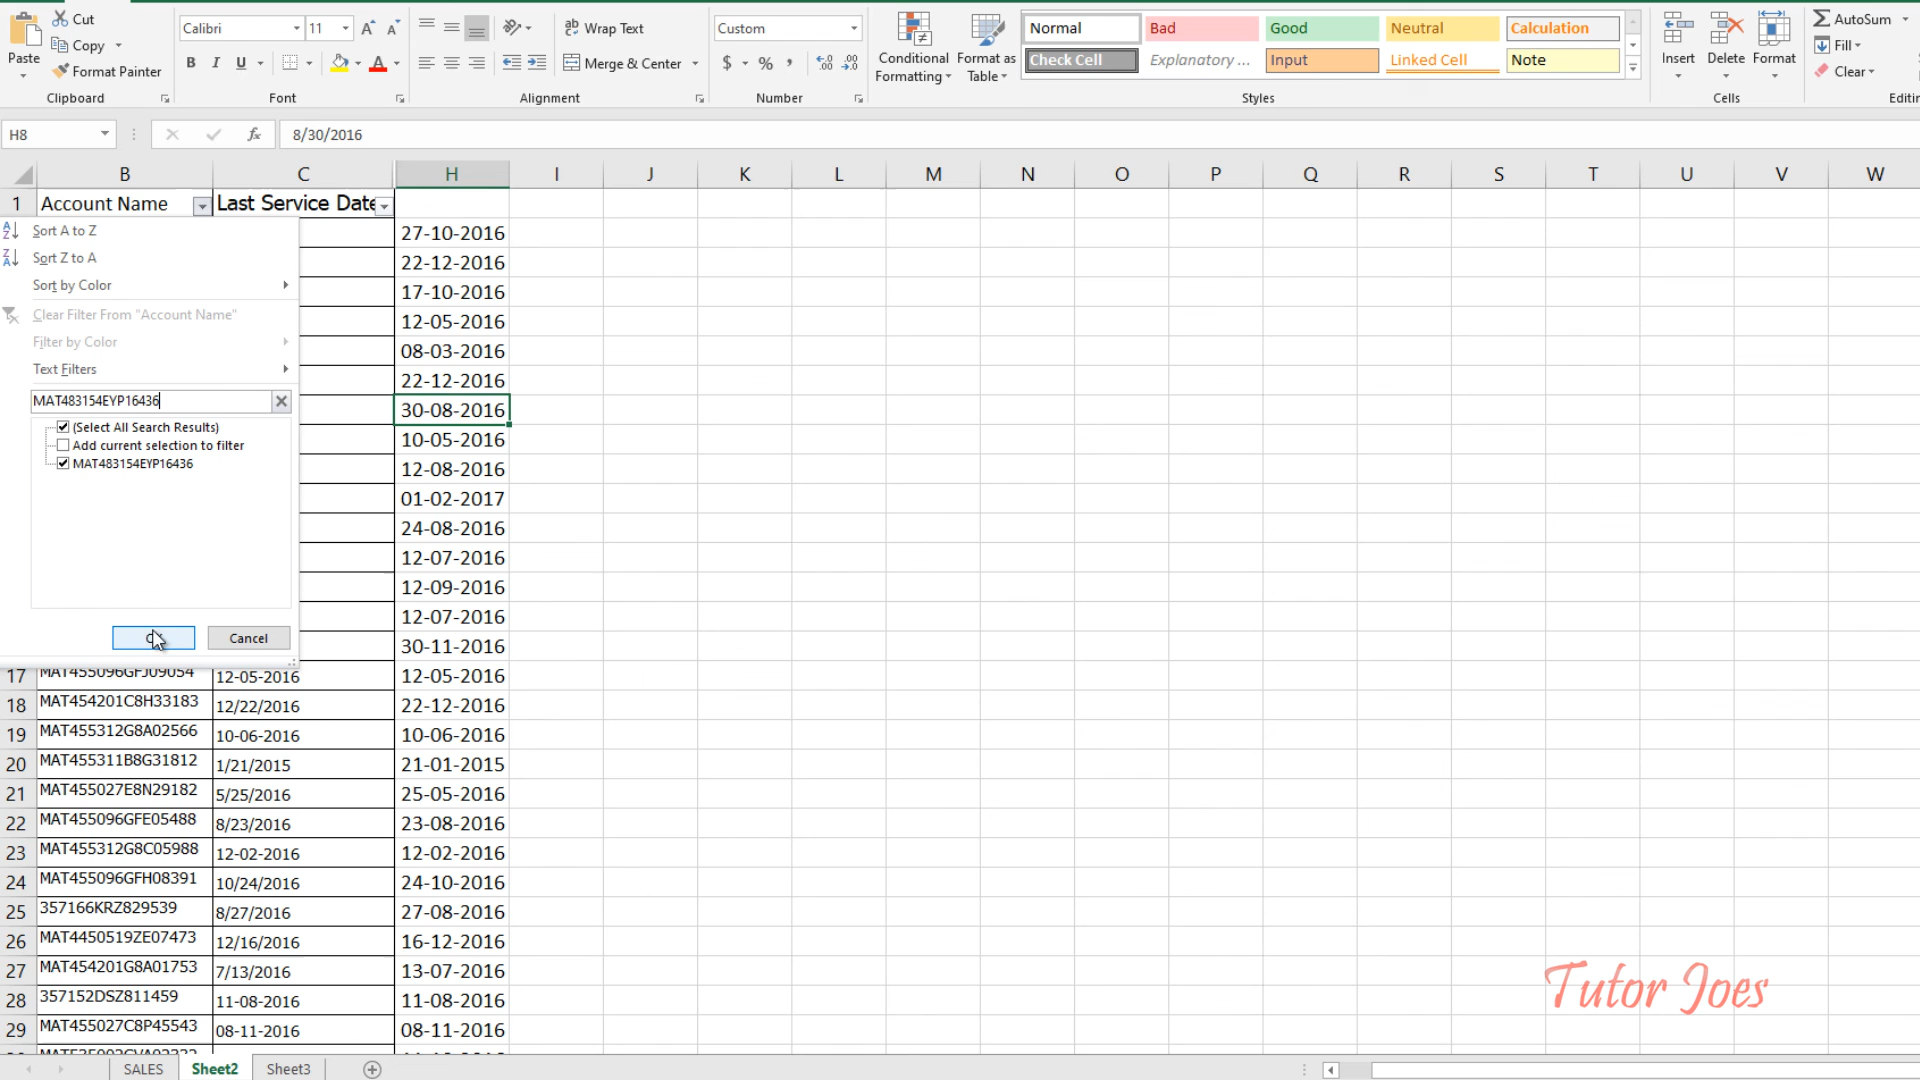 Cut
Copy
Format Painter
Paste
Clipboard
Calibri 11
B I U
Font
Wrap Text
Merge & Center
Alignment
Custom
$ % ,
Number
Conditional Formatting
Format as Table
Normal Bad Good Neutral Calculation
Check Cell Explanatory ... Input Linked Cell Note
Styles
Insert Delete Format
Cells
AutoSum
Fill
Clear
H8 fx 8/30/2016
B C H I J K L M N O P Q R S T U V W
1 Account Name Last Service Date
Sort A to Z
Sort Z to A
Sort by Color
Clear Filter From "Account Name"
Filter by Color
Text Filters
MAT483154EYP16436
(Select All Search Results)
Add current selection to filter
MAT483154EYP16436
Cancel
27-10-2016
22-12-2016
17-10-2016
12-05-2016
08-03-2016
22-12-2016
30-08-2016
10-05-2016
12-08-2016
01-02-2017
24-08-2016
12-07-2016
12-09-2016
12-07-2016
30-11-2016
17 MAT455096GFJ09054 12-05-2016 12-05-2016
18 MAT454201C8H33183 12/22/2016 22-12-2016
19 MAT455312G8A02566 10-06-2016 10-06-2016
20 MAT455311B8G31812 1/21/2015 21-01-2015
21 MAT455027E8N29182 5/25/2016 25-05-2016
22 MAT455096GFE05488 8/23/2016 23-08-2016
23 MAT455312G8C05988 12-02-2016 12-02-2016
24 MAT455096GFH08391 10/24/2016 24-10-2016
25 357166KRZ829539 8/27/2016 27-08-2016
26 MAT4450519ZE07473 12/16/2016 16-12-2016
27 MAT454201G8A01753 7/13/2016 13-07-2016
28 357152DSZ811459 11-08-2016 11-08-2016
29 MAT455027C8P45543 08-11-2016 08-11-2016
Tutor Joes
SALES Sheet2 Sheet3